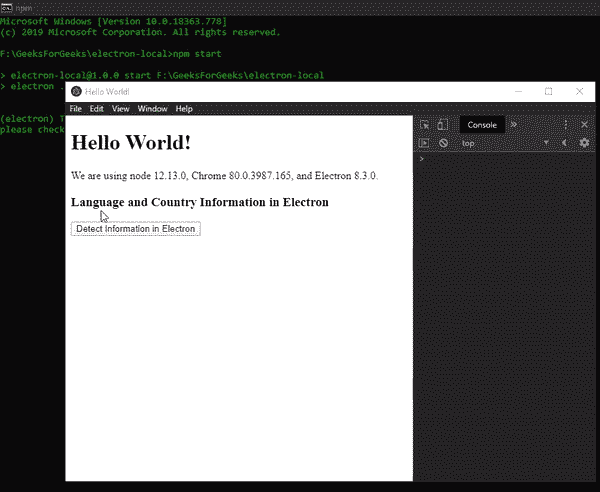 npm
Microsoft Windows [Version 10.0.18363.778]
(c) 2019 Microsoft Corporation. All rights reserved.
F:\GeeksForGeeks\electron-local>npm start
> electron-local@1.0.0 start F:\GeeksForGeeks\electron-local
> electron .
(electron) T
please check
Hello World!
File Edit View Window Help
Console
top
Hello World!
We are using node 12.13.0, Chrome 80.0.3987.165, and Electron 8.3.0.
Language and Country Information in Electron
Detect Information in Electron